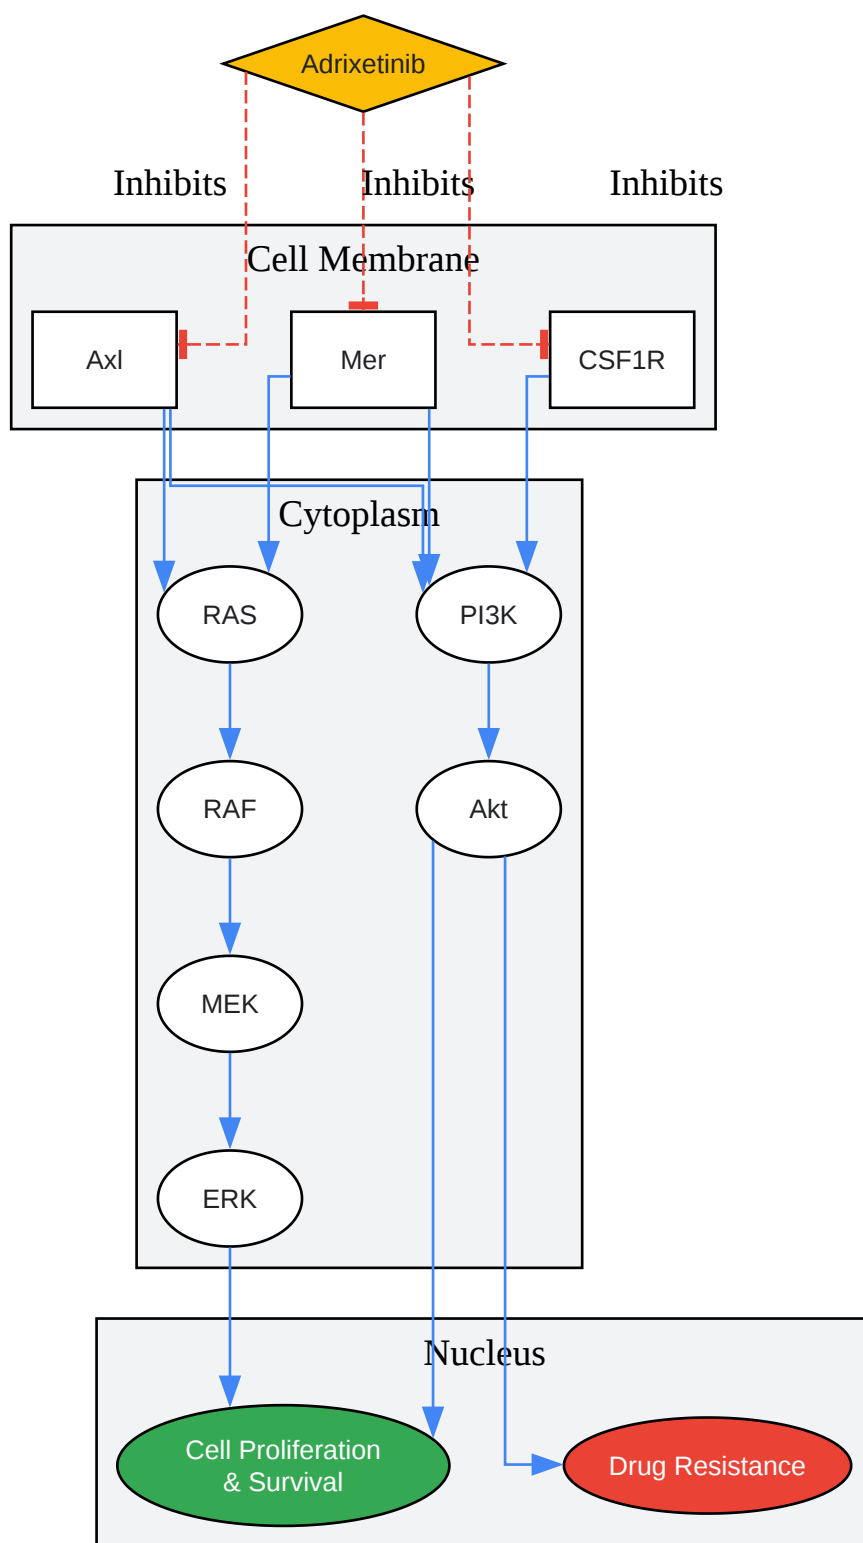 Adrixetinib
Inhibits
Inhibits
Inhibits
Cell Membrane
Axl
Mer
CSF1R
Cytoplasm
RAS
PI3K
RAF
Akt
MEK
ERK
Nucleus
Cell Proliferation
& Survival
Drug Resistance